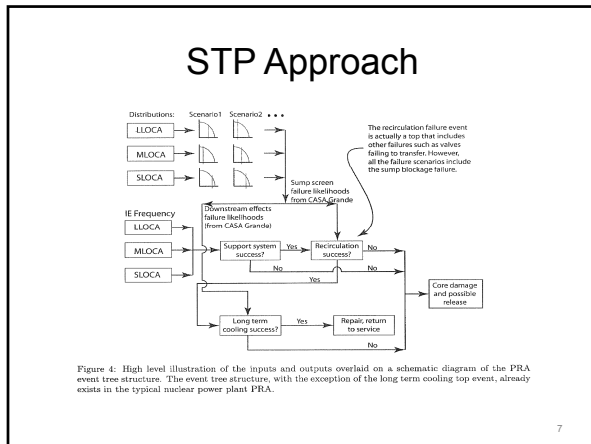 STP Approach
Distributions: Scenario1 Scenario2 • • •
LLOCA
MLOCA
SLOCA
The recirculation failure event
is actually a top that includes
other failures such as valves
failing to transfer. However,
all the failure scenarios include
the sump blockage failure.
Sump screen
failure likelihoods
from CASA Grande
Downstream effects
failure likelihoods
(from CASA Grande)
IE Frequency
LLOCA
MLOCA
SLOCA
Support system
success?
Yes
Recirculation
success?
No
No
Yes
Core damage
and possible
release
Long term
cooling success?
Yes
Repair, return
to service
No
Figure 4: High level illustration of the inputs and outputs overlaid on a schematic diagram of the PRA
event tree structure. The event tree structure, with the exception of the long term cooling top event, already
exists in the typical nuclear power plant PRA.
7